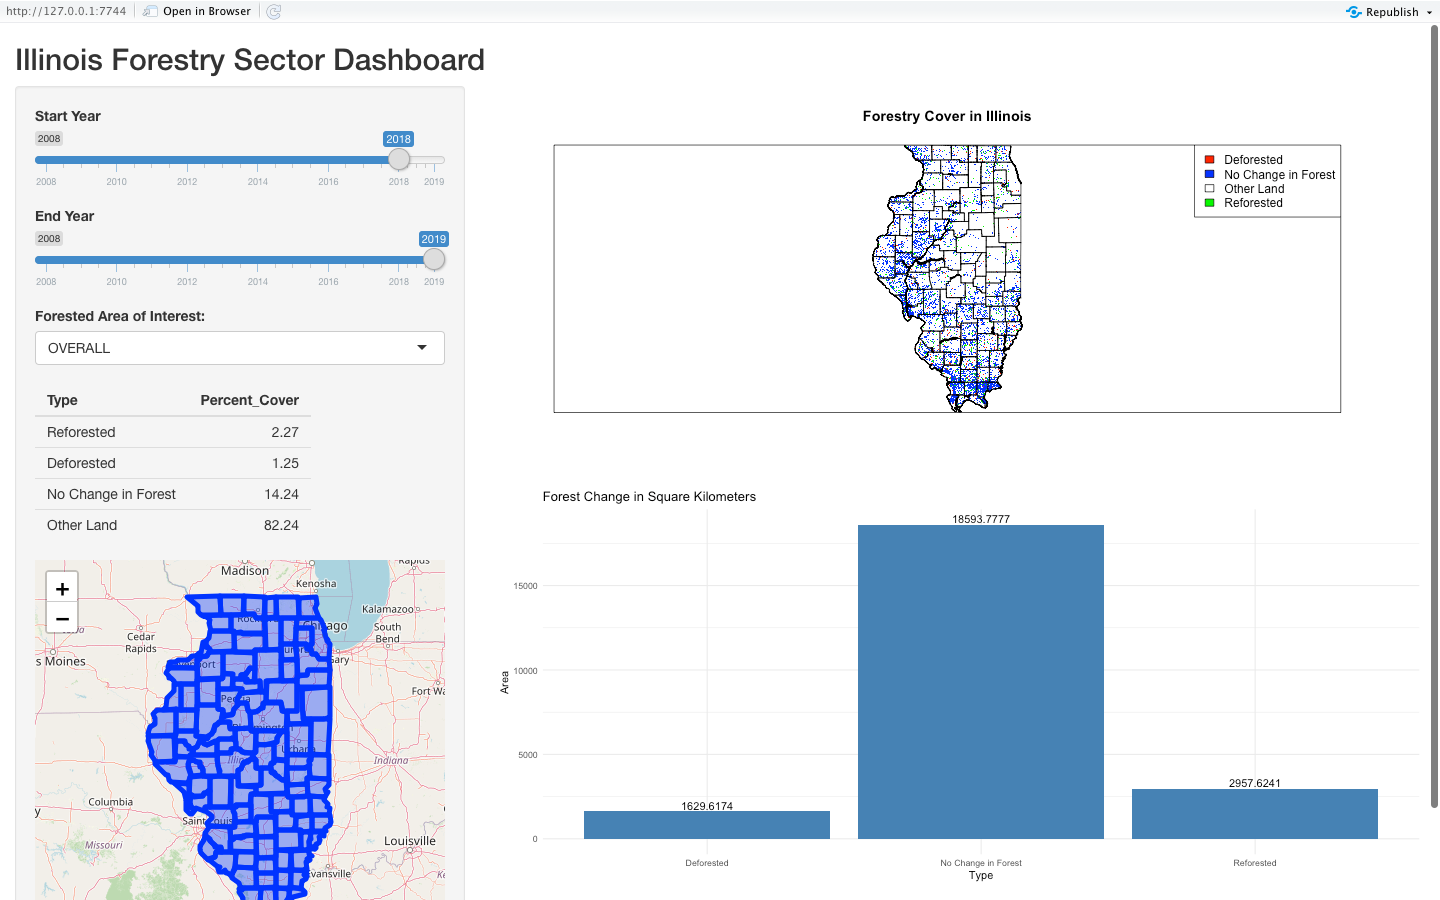 http://127.0.0.1:7744
Open in Browser
Republish
Illinois Forestry Sector Dashboard
Start Year
2008
2018
2008 2010 2012 2014 2016 2018 2019
End Year
2008
2019
2008 2010 2012 2014 2016 2018 2019
Forested Area of Interest:
OVERALL
Type Percent_Cover
Reforested 2.27
Deforested 1.25
No Change in Forest 14.24
Other Land 82.24
+
−
Madison
Kenosha
Kalamazoo
Cedar
Rapids
South
Bend
Chicago
Gary
s Moines
Fort Wa
Indiana
Columbia
Saint Louis
Missouri
Louisville
vansville
Forestry Cover in Illinois
Deforested
No Change in Forest
Other Land
Reforested
Forest Change in Square Kilometers
18593.7777
15000
10000
Area
5000
2957.6241
1629.6174
0
Deforested No Change in Forest Reforested
Type